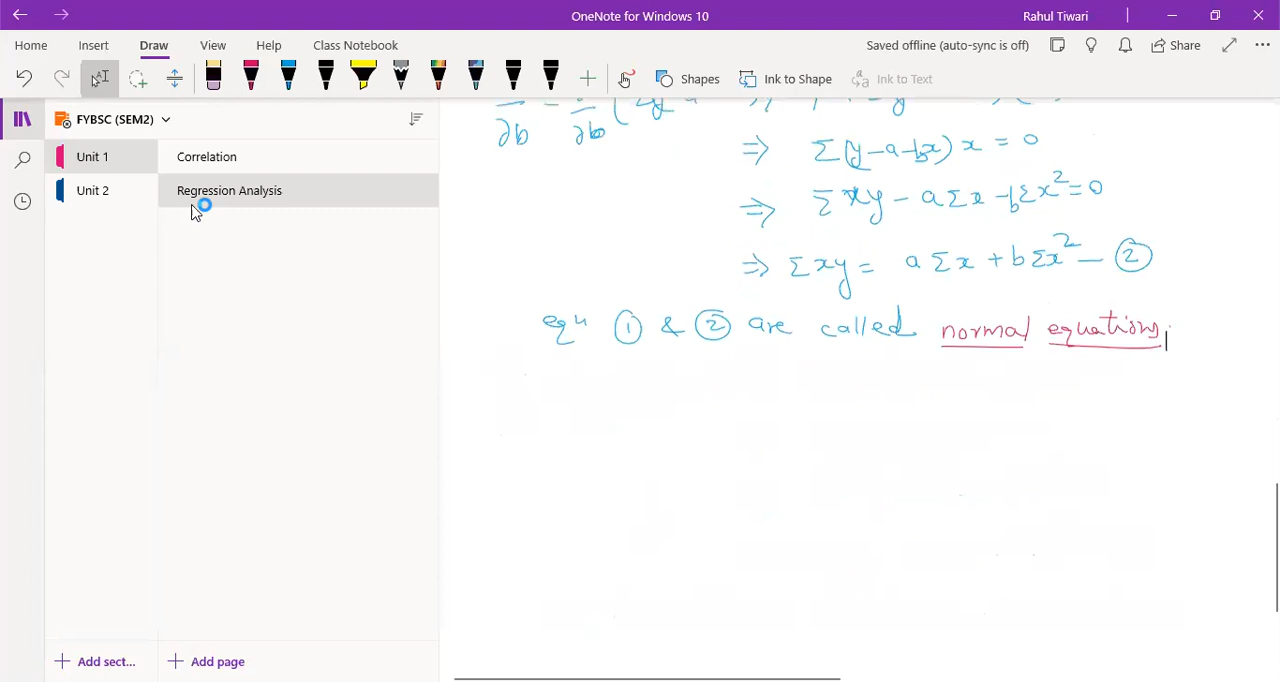 OneNote for Windows 10
Rahul Tiwari
Home Insert Draw View Help Class Notebook
Saved offline (auto-sync is off) Share
Shapes Ink to Shape Ink to Text
FYBSC (SEM2)
Unit 1
Unit 2
Correlation
Regression Analysis
∂b = ∂b
⇒ Σ(y-a-bx)x = 0
⇒ Σxy - aΣx - bΣx² = 0
⇒ Σxy = aΣx + bΣx² - ②
eqⁿ ① & ② are called normal equations.
+ Add sect... + Add page